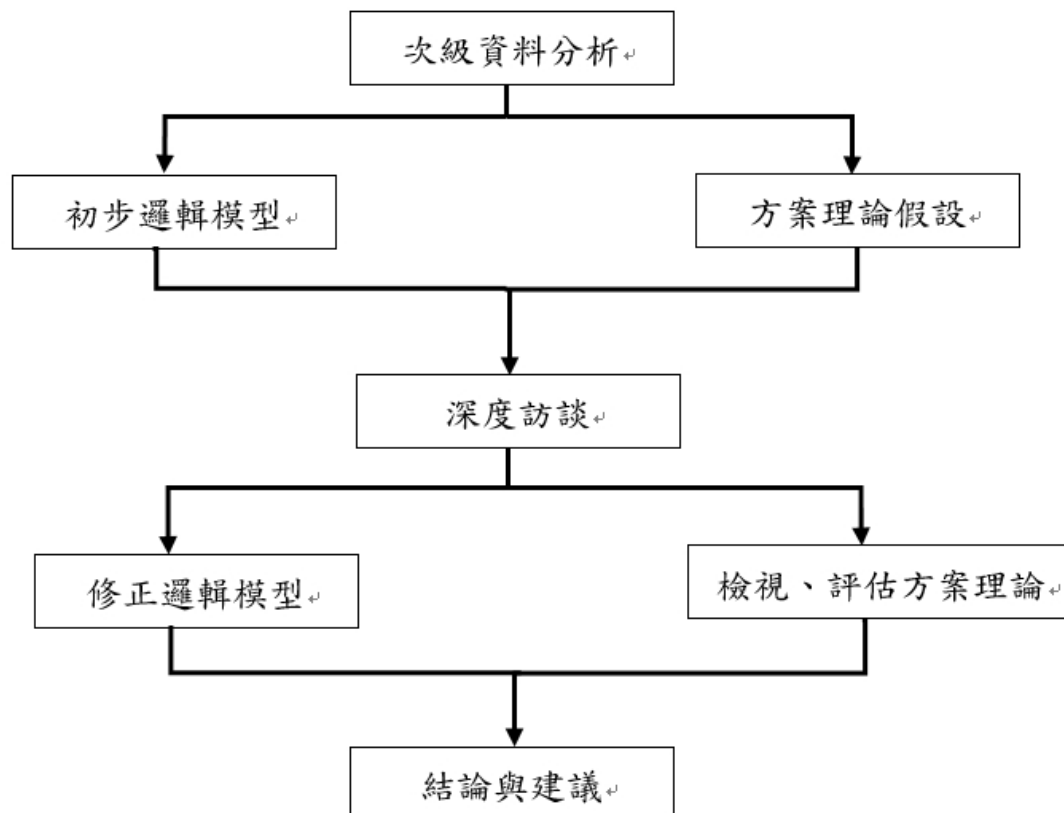 次級資料分析
初步邏輯模型
方案理論假設
深度訪談
修正邏輯模型
檢視、評估方案理論
結論與建議